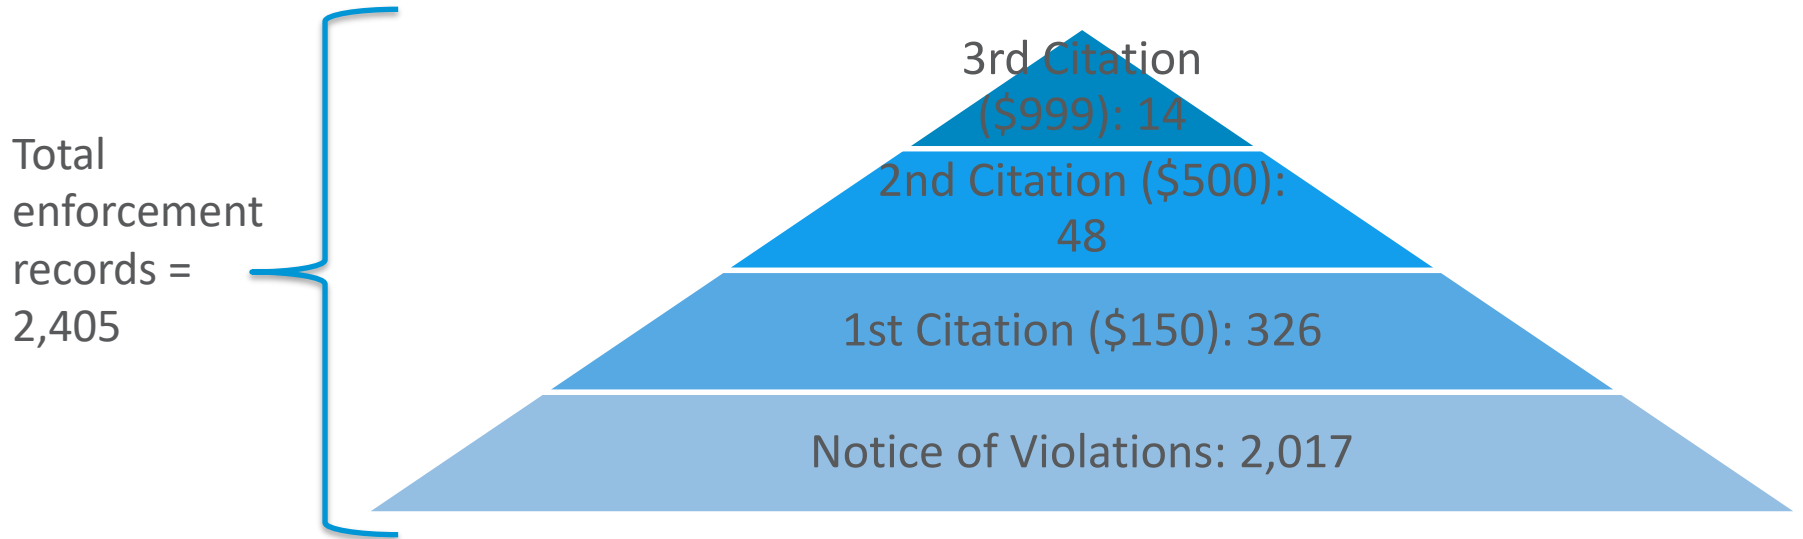 Total
enforcement
records =
2,405
3rd Citation
($999): 14
2nd Citation ($500):
48
1st Citation ($150): 326
Notice of Violations: 2,017